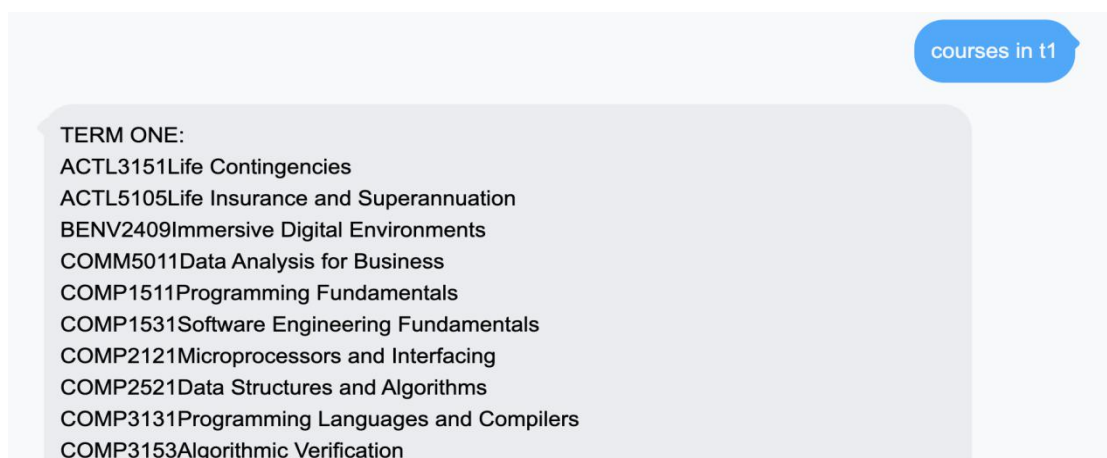 courses in t1
TERM ONE:
ACTL3151Life Contingencies
ACTL5105Life Insurance and Superannuation
BENV2409Immersive Digital Environments
COMM5011Data Analysis for Business
COMP1511Programming Fundamentals
COMP1531Software Engineering Fundamentals
COMP2121Microprocessors and Interfacing
COMP2521Data Structures and Algorithms
COMP3131Programming Languages and Compilers
COMP3153Algorithmic Verification